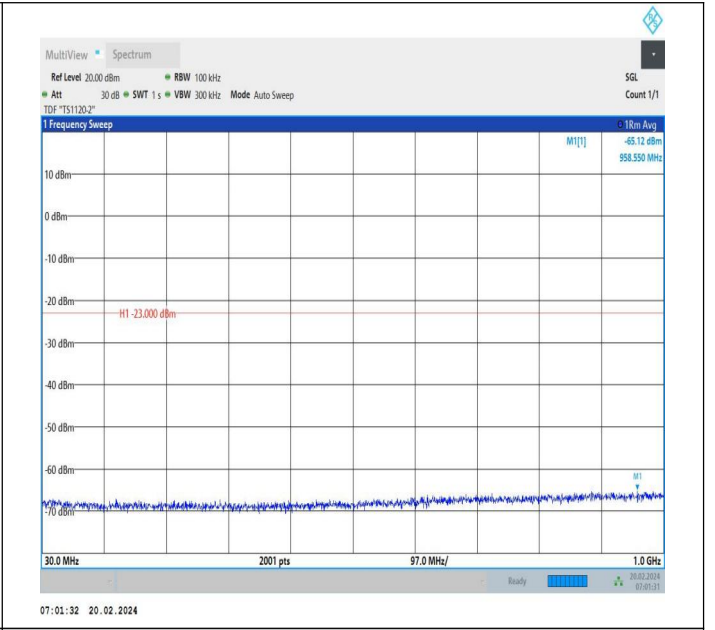 R&S
MultiView Spectrum
Ref Level 20.00 dBm RBW 100 kHz SGL
Att 30 dB SWT 1 s VBW 300 kHz Mode Auto Sweep Count 1/1
TDF "TS1120-2"
1 Frequency Sweep 1Rm Avg
M1[1] -65.12 dBm
958.550 MHz
10 dBm
0 dBm
-10 dBm
-20 dBm
H1 -23.000 dBm
-30 dBm
-40 dBm
-50 dBm
-60 dBm
M1
-70 dBm
30.0 MHz 2001 pts 97.0 MHz/ 1.0 GHz
Ready 20.02.2024
07:01:31
07:01:32 20.02.2024